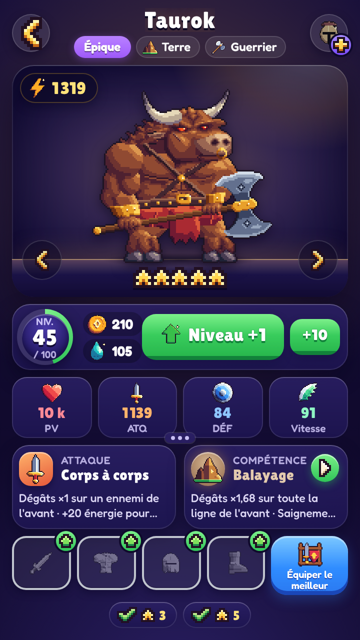 Taurok
Épique
Terre
Guerrier
1319
NIV.
45
/ 100
210
105
Niveau +1
+10
10 k
PV
1139
ATQ
84
DÉF
91
Vitesse
ATTAQUE
Corps à corps
Dégâts ×1 sur un ennemi de
l'avant · +20 énergie pour...
COMPÉTENCE
Balayage
Dégâts ×1,68 sur toute la
ligne de l'avant · Saigneme...
Équiper le
meilleur
3
5